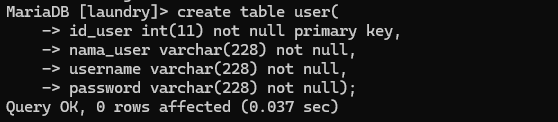 MariaDB [laundry]> create table user(
    -> id_user int(11) not null primary key,
    -> nama_user varchar(228) not null,
    -> username varchar(228) not null,
    -> password varchar(228) not null);
Query OK, 0 rows affected (0.037 sec)